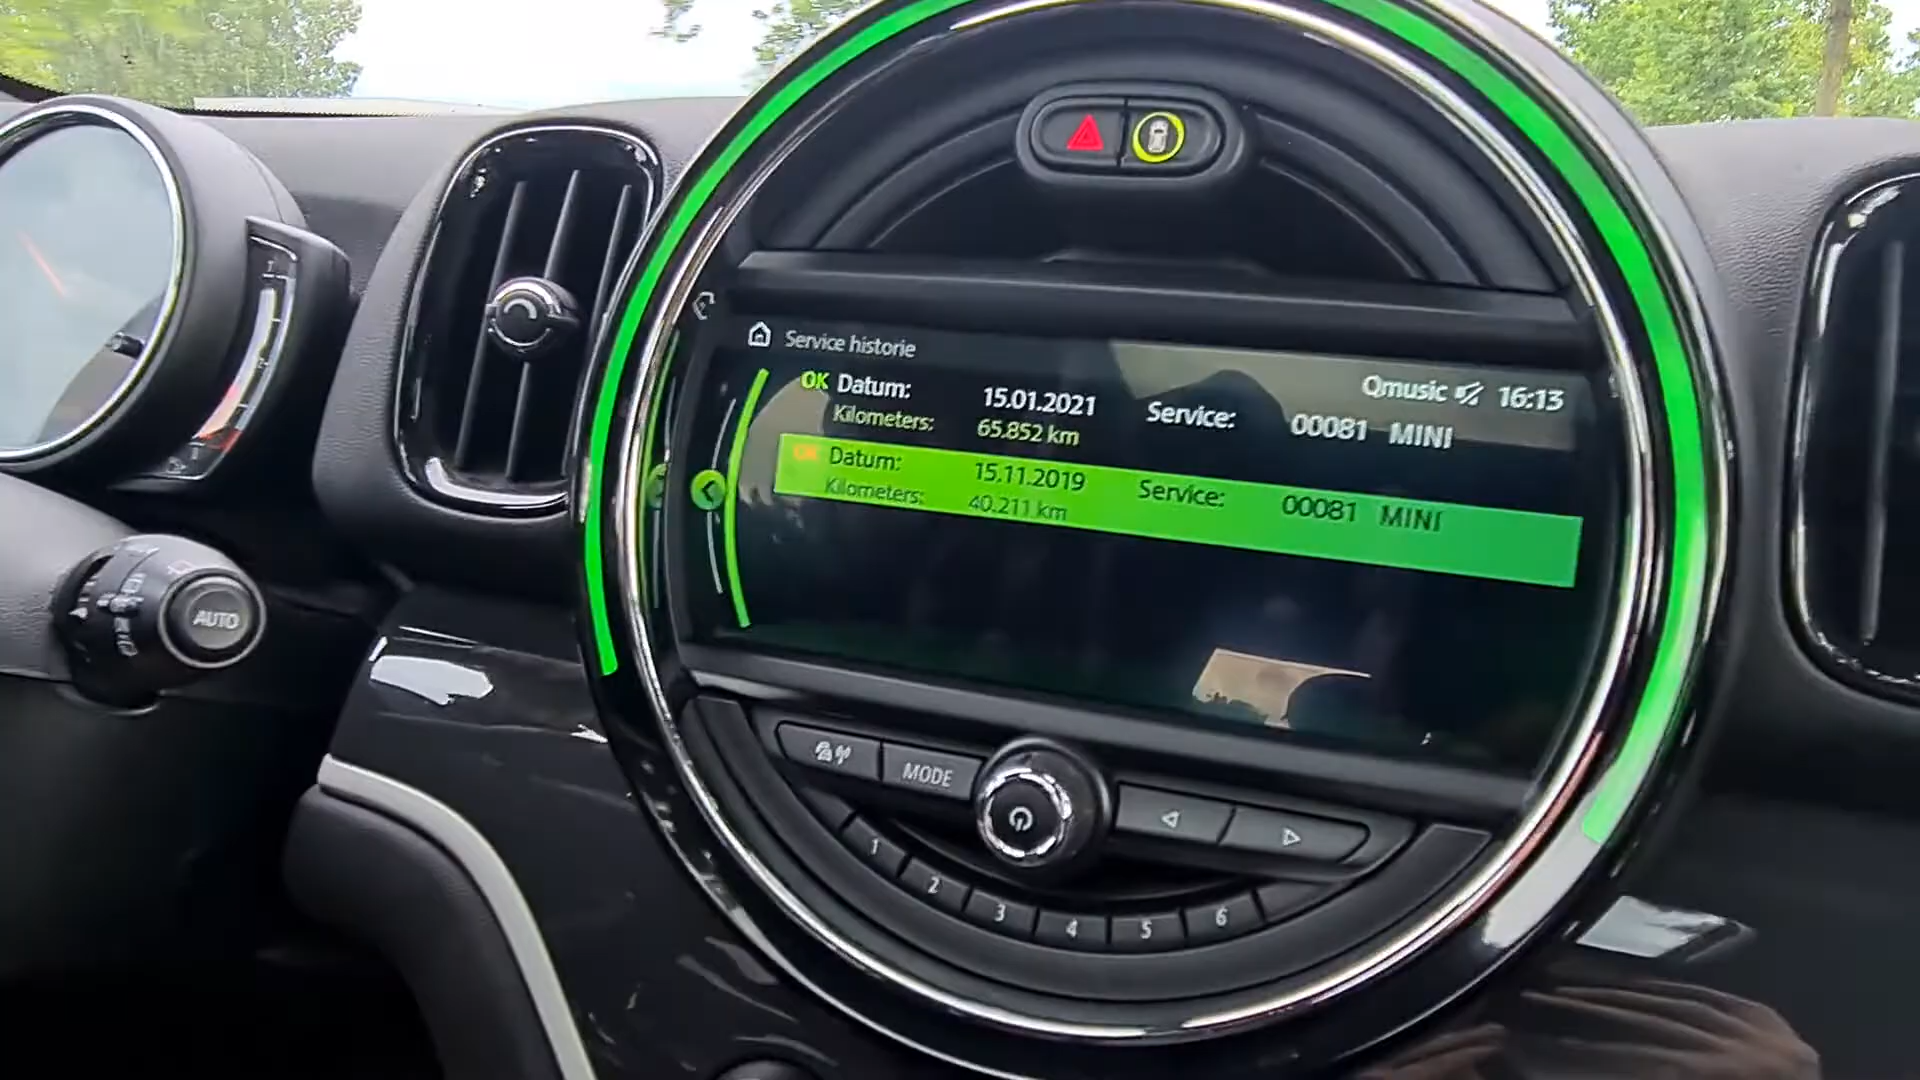 Service historie
Qmusic 16:13
OK Datum: 15.01.2021 Service: 00081 MINI
Kilometers: 65.852 km
OK Datum: 15.11.2019 Service: 00081 MINI
Kilometers: 40.211 km
AUTO
MODE
1 2 3 4 5 6